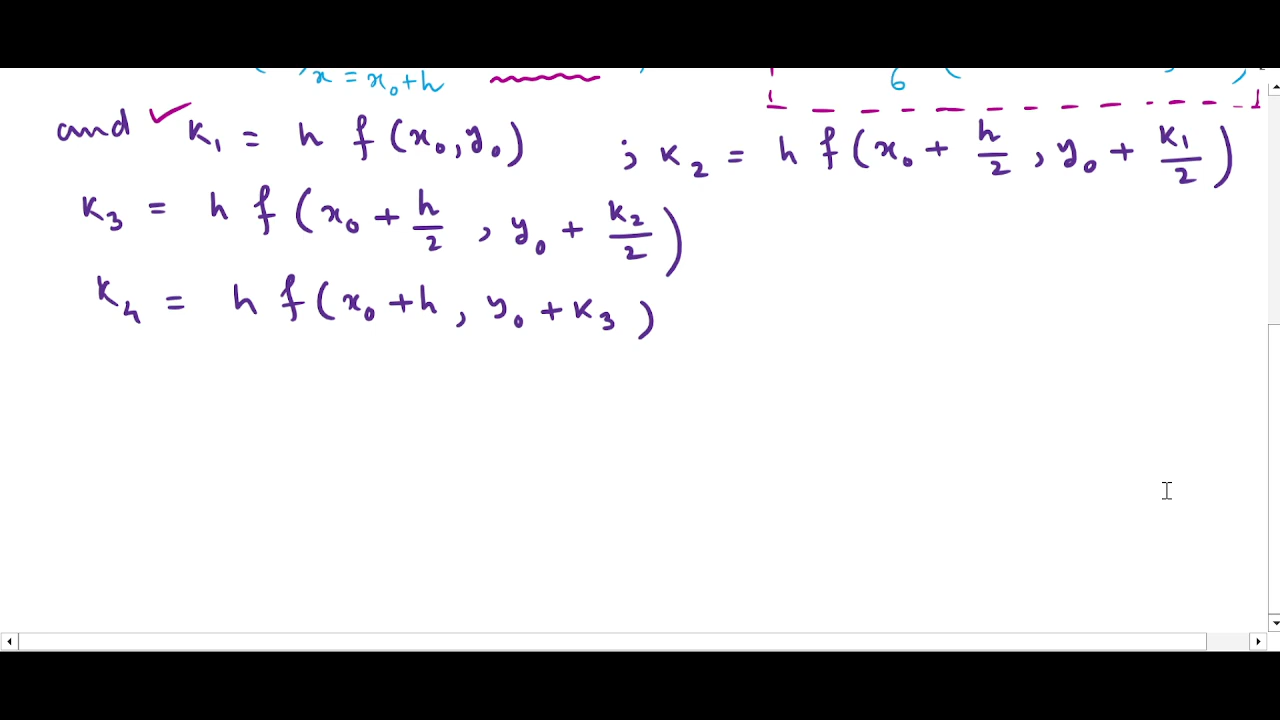 x = x₀+h 6
and ✓ K₁ = h f(x₀, y₀) ; K₂ = h f(x₀ + h/2 , y₀ + K₁/2)
K₃ = h f(x₀ + h/2 , y₀ + K₂/2)
K₄ = h f(x₀ + h , y₀ + K₃)